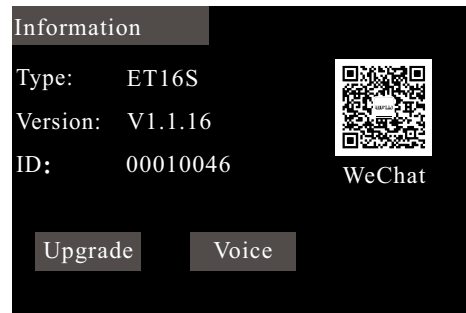 Information
Type: ET16S
Version: V1.1.16
ID: 00010046
WeChat
Upgrade
Voice